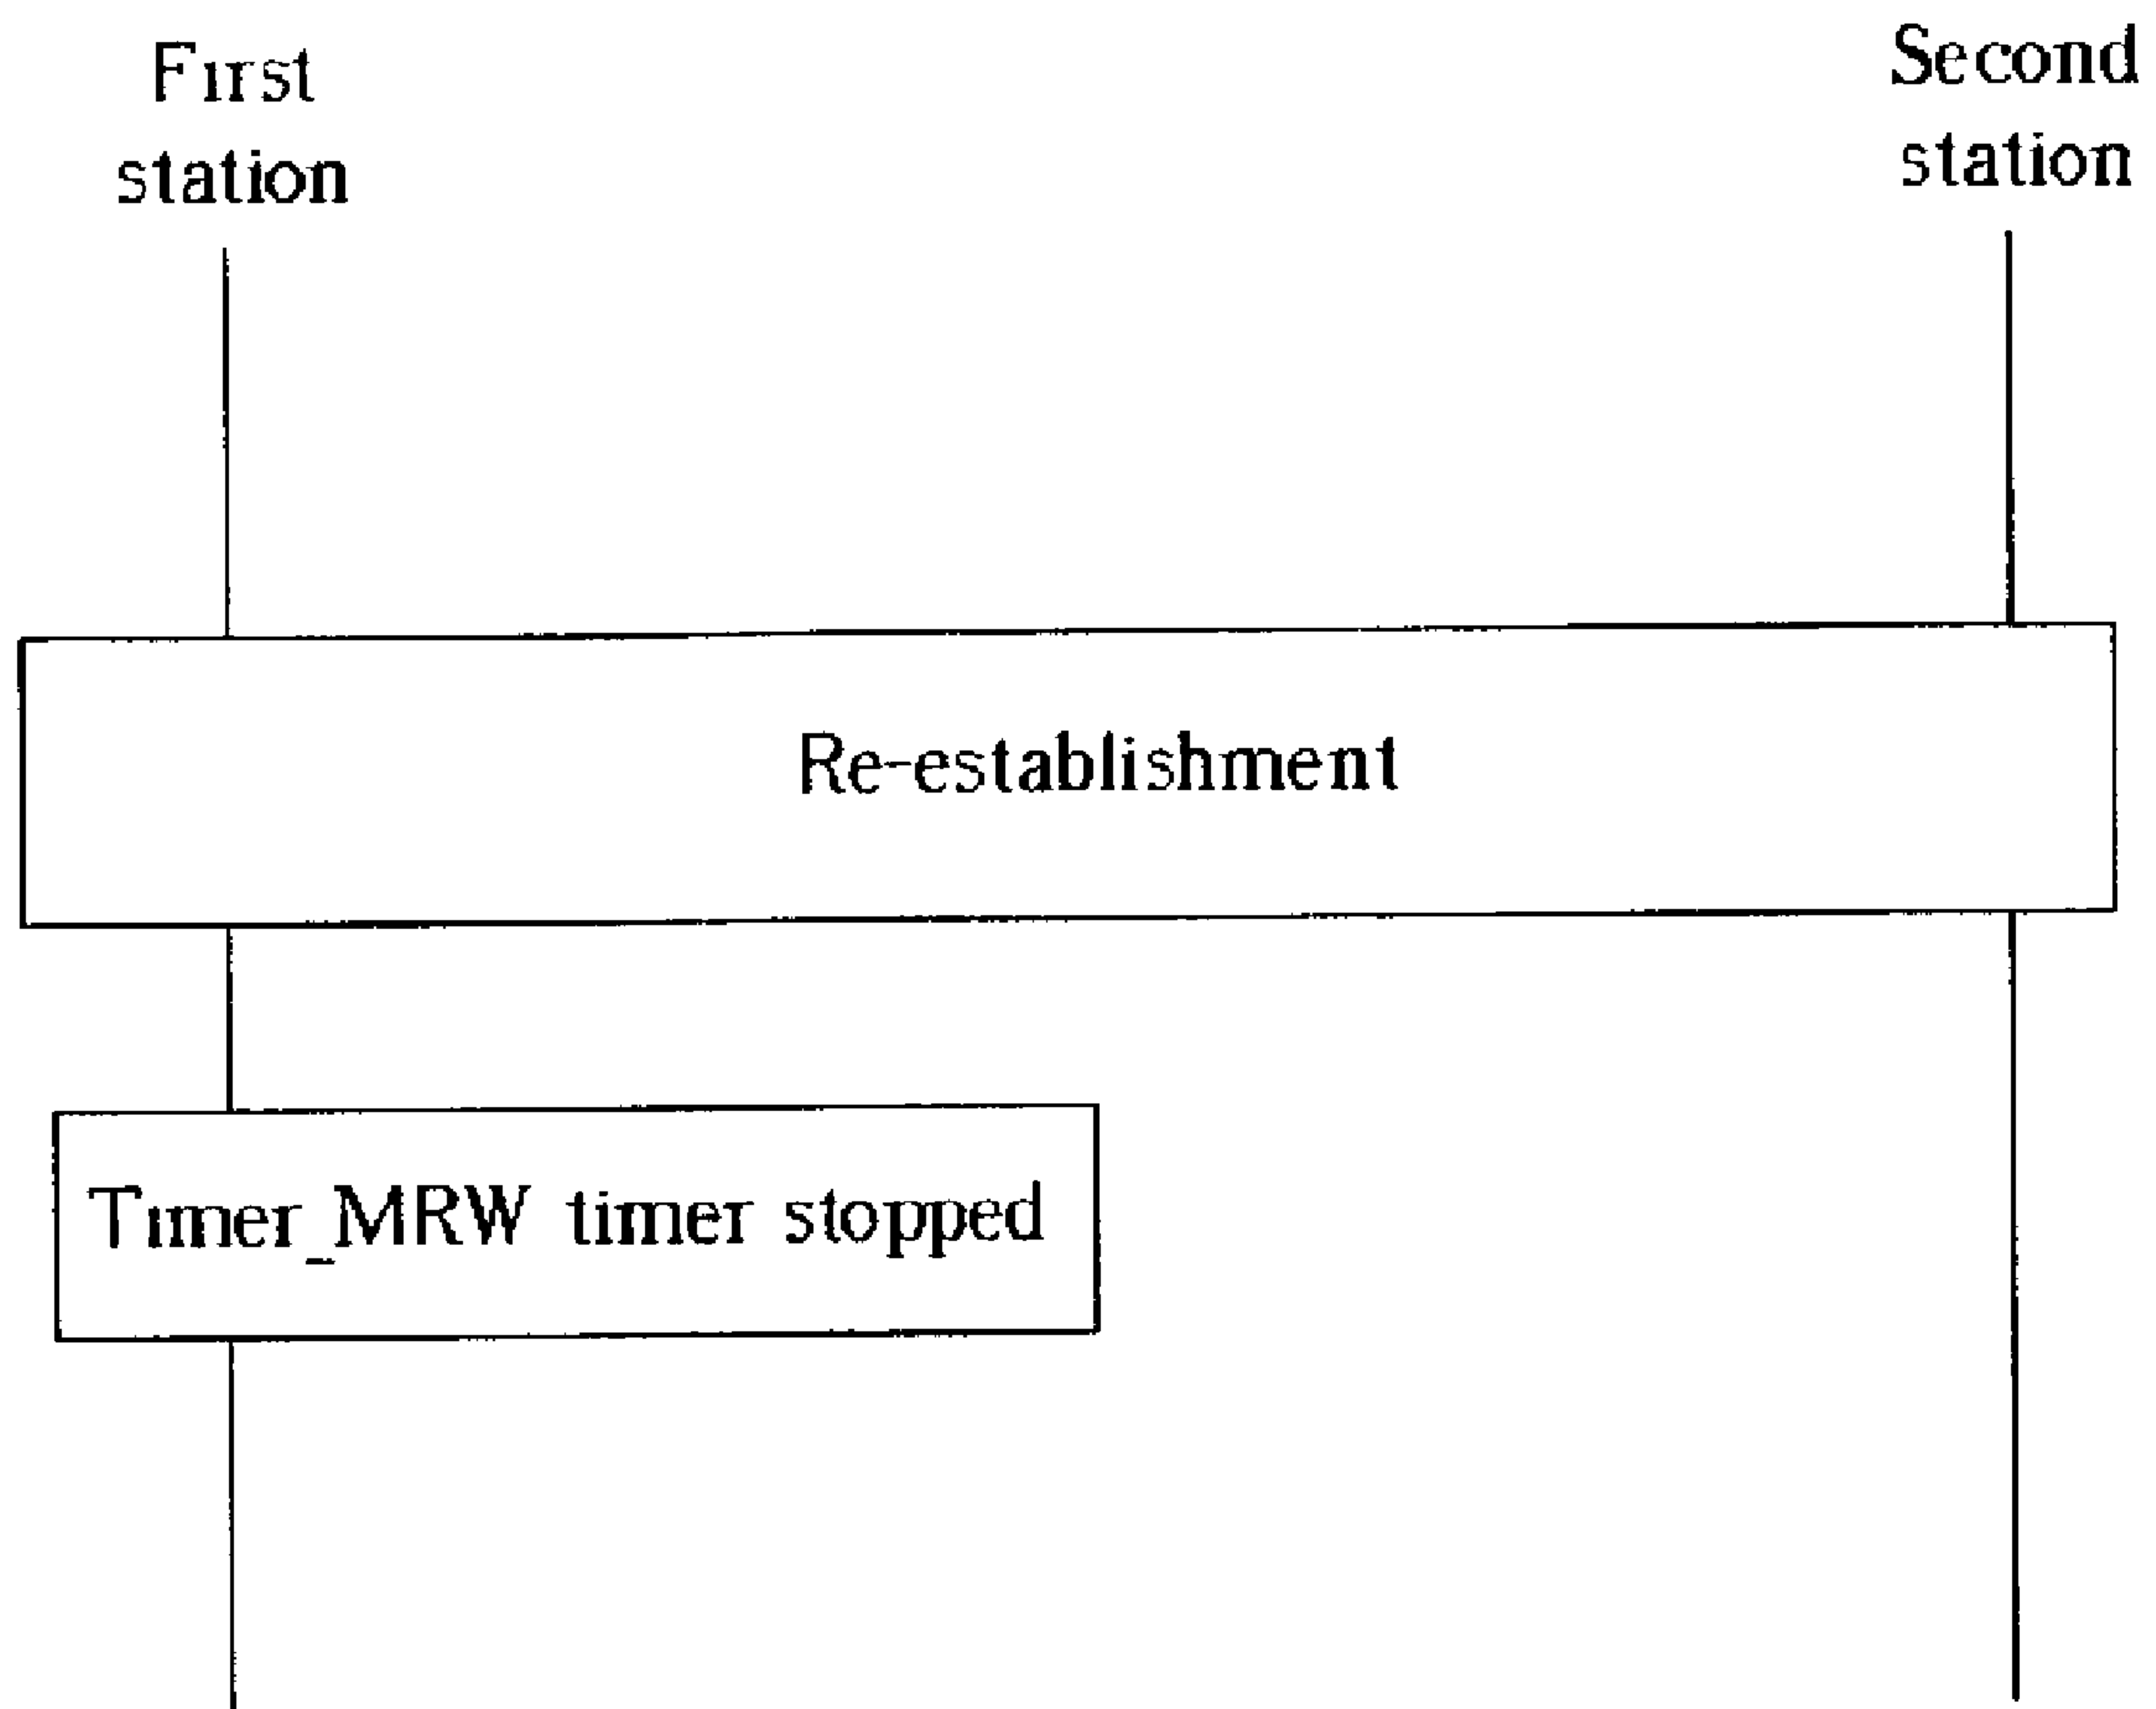 First
station
Second
station
Re-establishment
Timer_MRW timer stopped